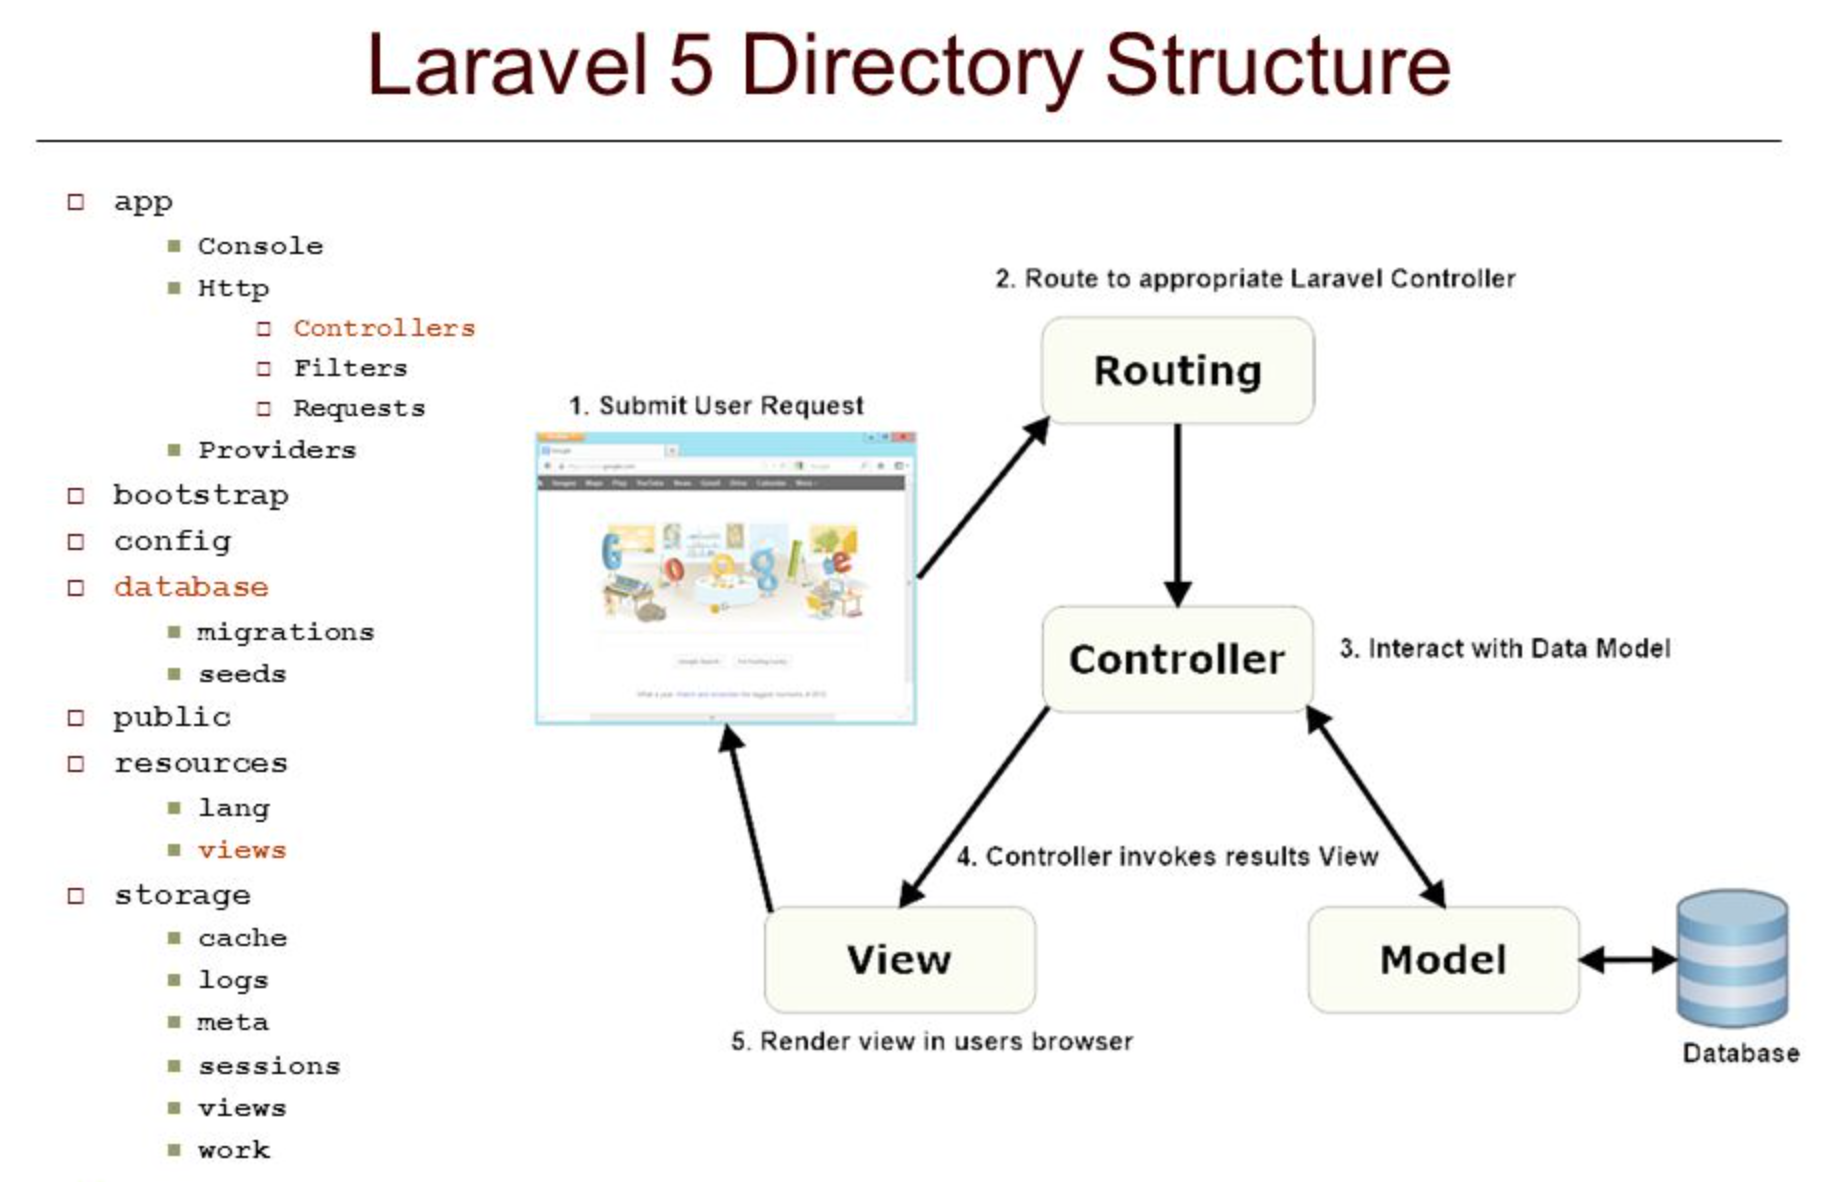 Laravel 5 Directory Structure
app
Console
Http
Controllers
Filters
Requests
Providers
bootstrap
config
database
migrations
seeds
public
resources
lang
views
storage
cache
logs
meta
sessions
views
work
1. Submit User Request
2. Route to appropriate Laravel Controller
Routing
Controller
3. Interact with Data Model
4. Controller invokes results View
View
Model
5. Render view in users browser
Database